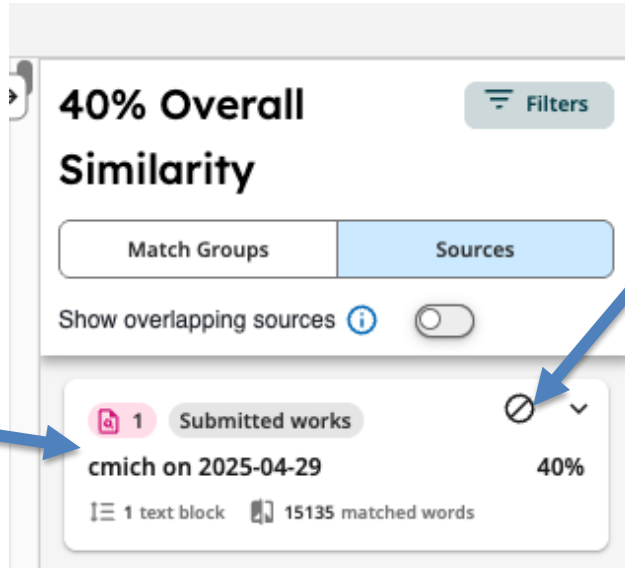 40% Overall
Similarity
Filters
Match Groups
Sources
Show overlapping sources
1 Submitted works
cmich on 2025-04-29
40%
1 text block 15135 matched words